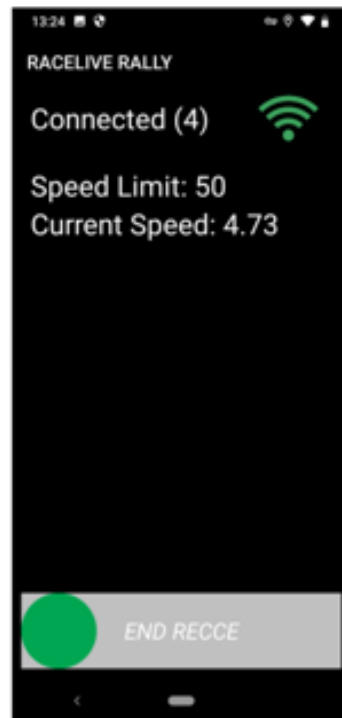 13:24
RACELIVE RALLY
Connected (4)
Speed Limit: 50
Current Speed: 4.73
END RECCE